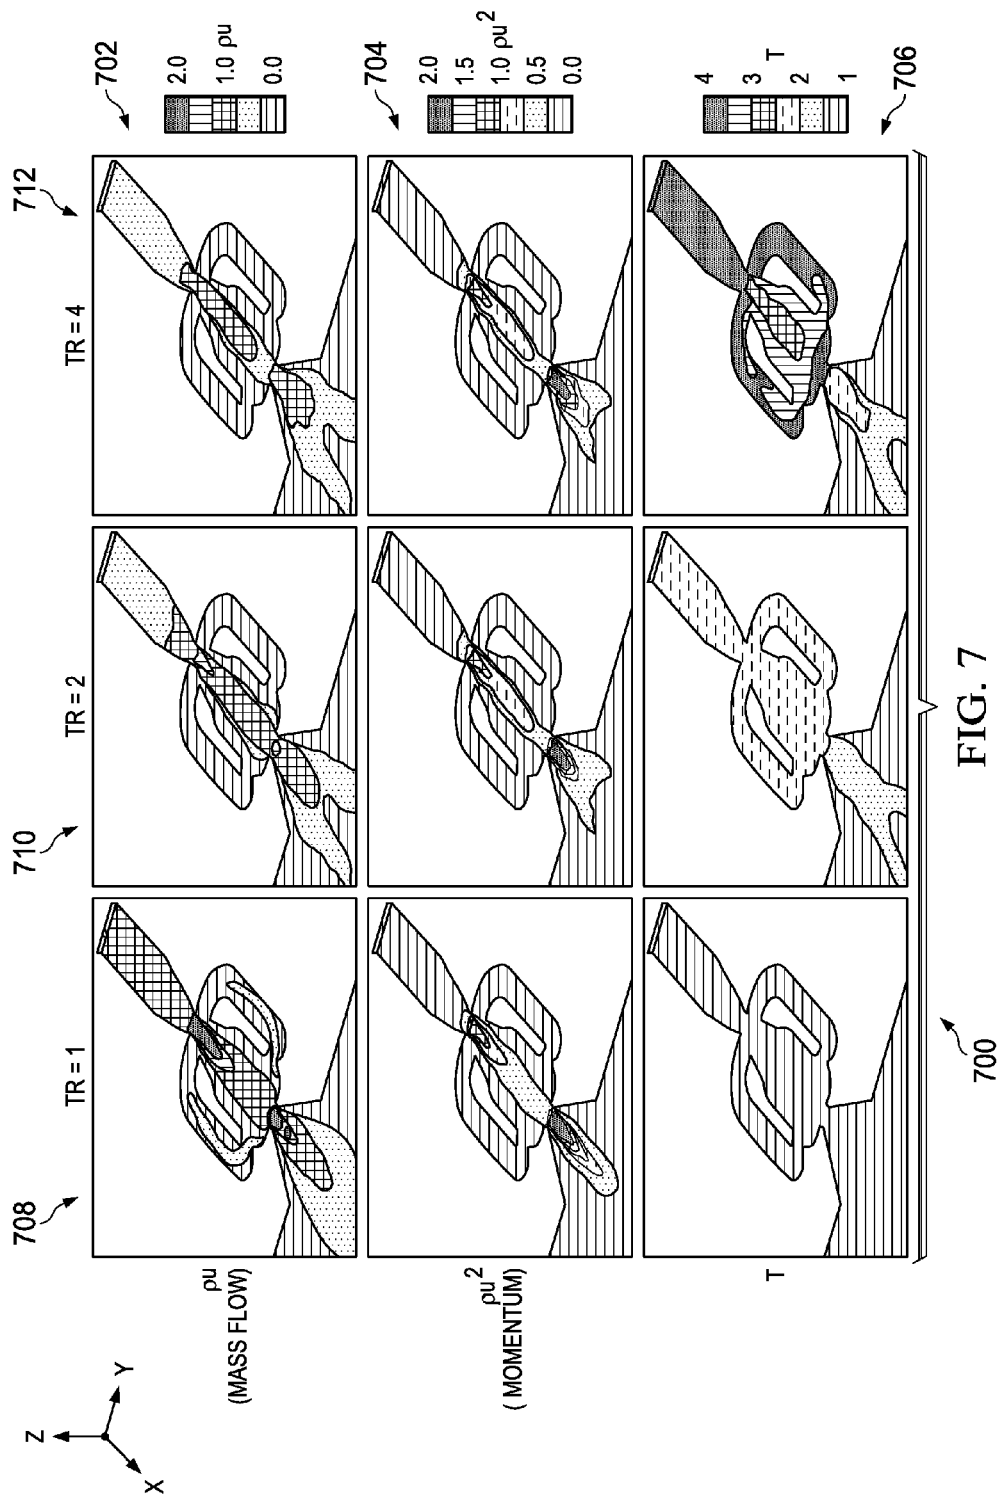 708
710
712
702
TR = 1
TR = 2
TR = 4
ρu
(MASS FLOW)
2.0
1.0 ρu
0.0
704
ρu²
( MOMENTUM)
2.0
1.5
1.0 ρu²
0.5
0.0
T
4
3 T
2
1
706
Z
Y
X
700
FIG. 7